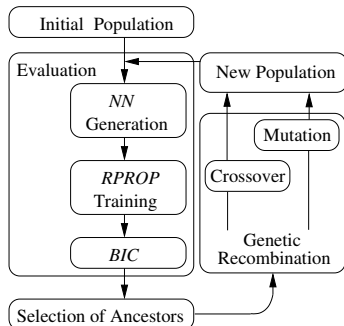 Initial Population
Evaluation
NN
Generation
RPROP
Training
BIC
Selection of Ancestors
New Population
Mutation
Crossover
Genetic
Recombination